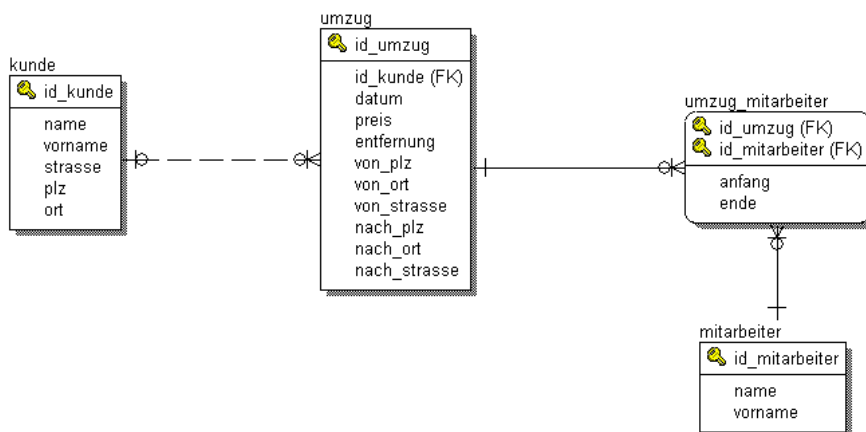 kunde
id_kunde
name
vorname
strasse
plz
ort
umzug
id_umzug
id_kunde (FK)
datum
preis
entfernung
von_plz
von_ort
von_strasse
nach_plz
nach_ort
nach_strasse
umzug_mitarbeiter
id_umzug (FK)
id_mitarbeiter (FK)
anfang
ende
mitarbeiter
id_mitarbeiter
name
vorname